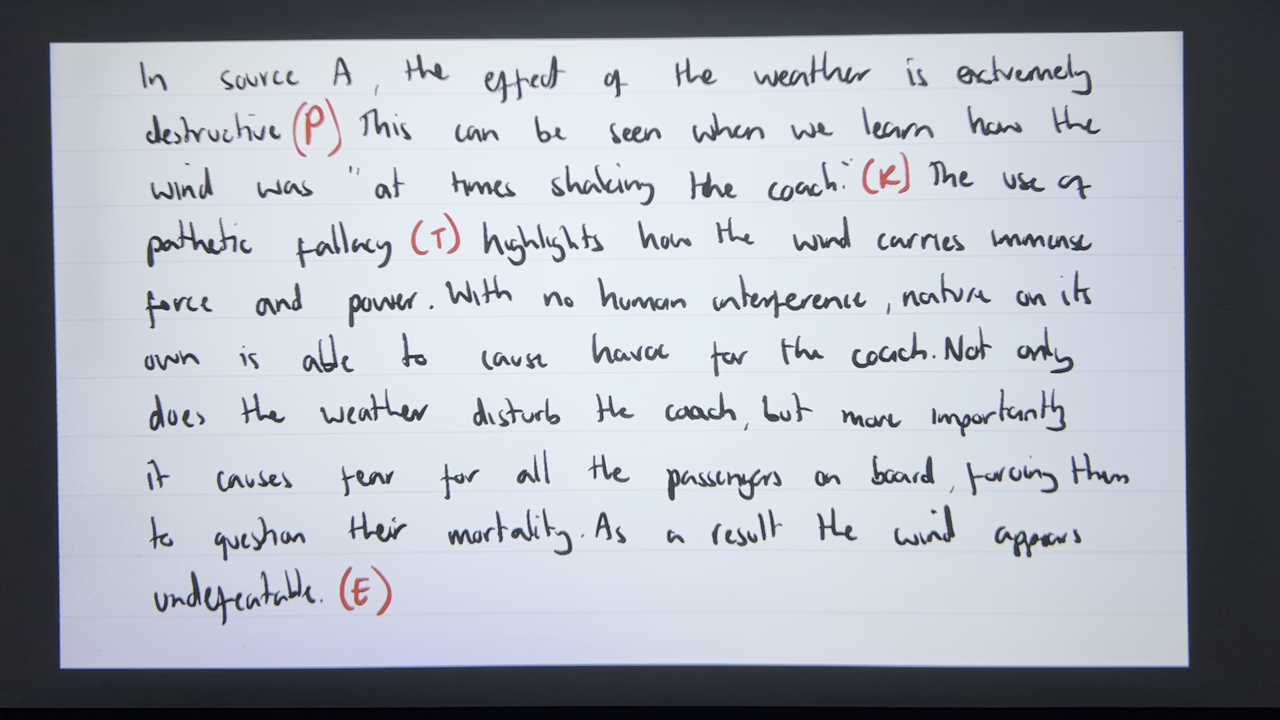 In source A, the effect of the weather is extremely
destructive (P) This can be seen when we learn how the
wind was "at times shaking the coach." (K) The use of
pathetic fallacy (T) highlights how the wind carries immense
force and power. With no human interference, nature on its
own is able to cause havoc for the coach. Not only
does the weather disturb the coach, but more importantly
it causes fear for all the passengers on board, forcing them
to question their mortality. As a result the wind appears
undefeatable. (E)